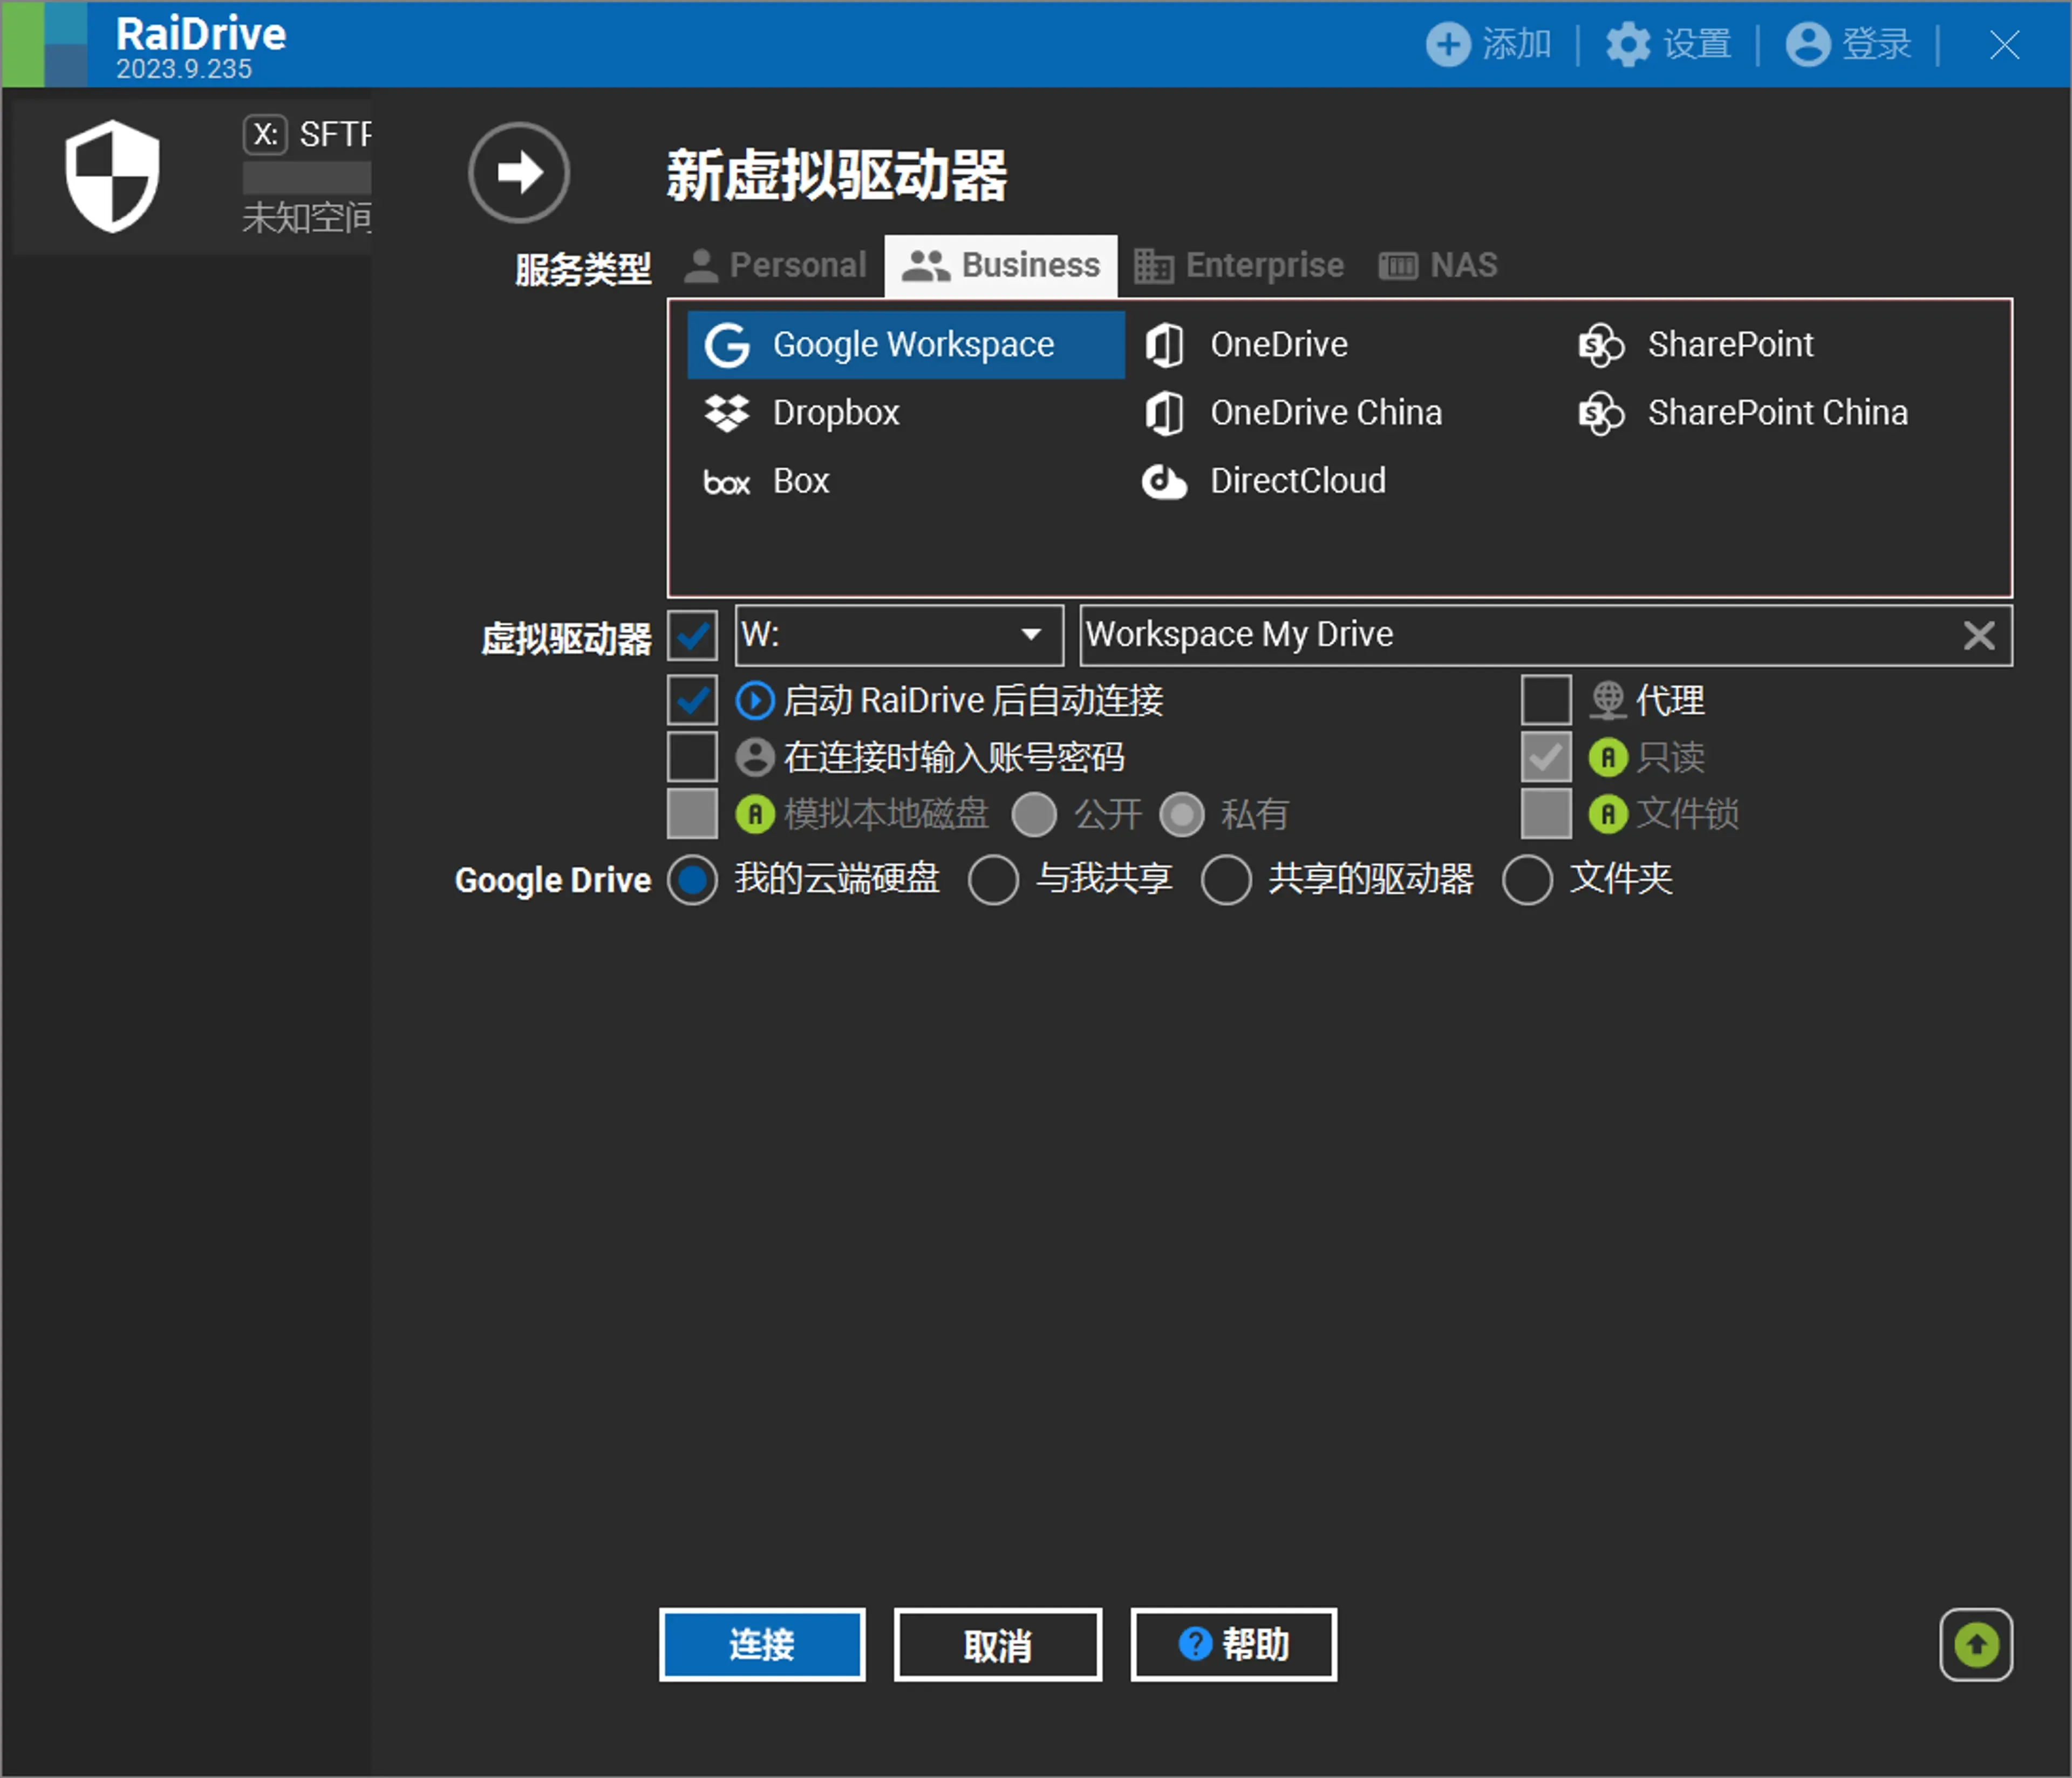 RaiDrive
2023.9.235
添加
设置
登录
X: SFTP
未知空间
新虚拟驱动器
服务类型
Personal
Business
Enterprise
NAS
Google Workspace
OneDrive
SharePoint
Dropbox
OneDrive China
SharePoint China
box Box
DirectCloud
虚拟驱动器
W:
Workspace My Drive
启动 RaiDrive 后自动连接
代理
在连接时输入账号密码
A 只读
A 模拟本地磁盘 公开 私有
A 文件锁
Google Drive 我的云端硬盘 与我共享 共享的驱动器 文件夹
连接
取消
? 帮助